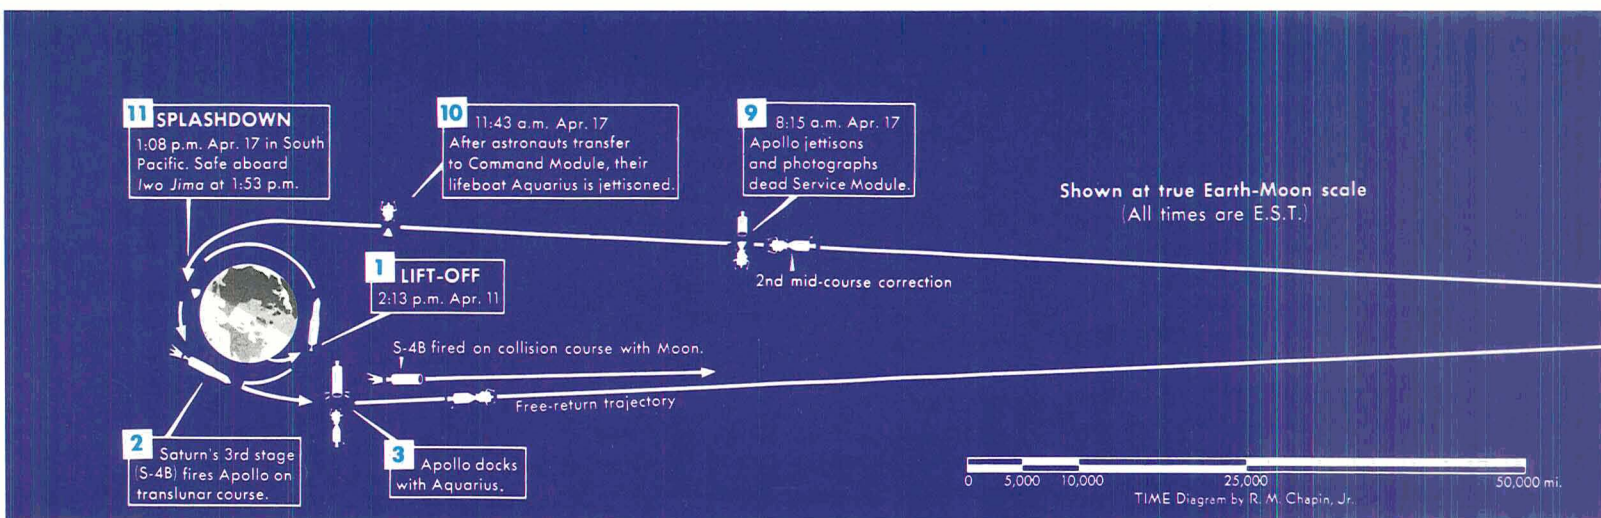 11 SPLASHDOWN
1:08 p.m. Apr. 17 in South
Pacific. Safe aboard
Iwo Jima at 1:53 p.m.
10 11:43 a.m. Apr. 17
After astronauts transfer
to Command Module, their
lifeboat Aquarius is jettisoned.
9 8:15 a.m. Apr. 17
Apollo jettisons
and photographs
dead Service Module.
Shown at true Earth-Moon scale
(All times are E.S.T.)
1 LIFT-OFF
2:13 p.m. Apr. 11
2nd mid-course correction
S-4B fired on collision course with Moon.
Free-return trajectory
2 Saturn's 3rd stage
(S-4B) fires Apollo on
translunar course.
3 Apollo docks
with Aquarius.
0 5,000 10,000 25,000 50,000 mi.
TIME Diagram by R. M. Chapin, Jr.